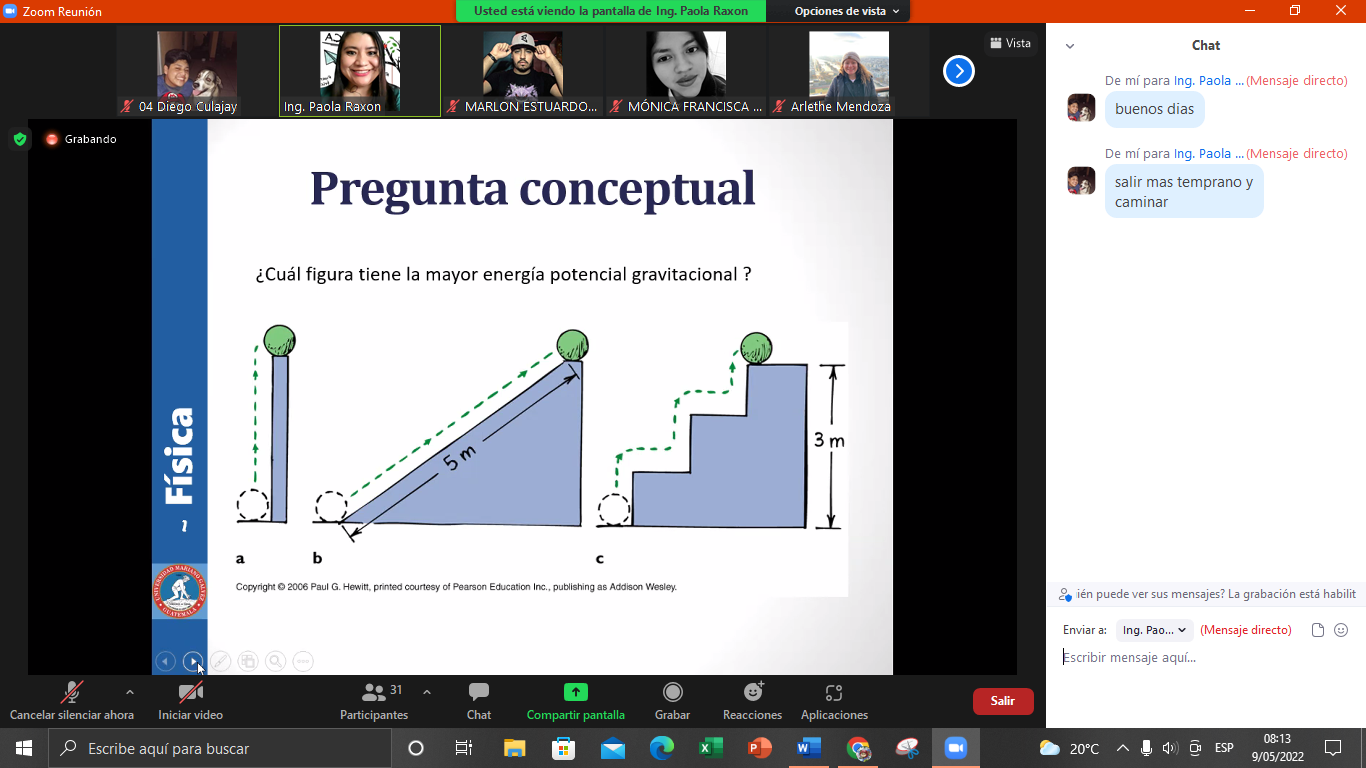 Zoom Reunión
Usted está viendo la pantalla de Ing. Paola Raxon
Opciones de vista
04 Diego Culajay
Ing. Paola Raxon
MARLON ESTUARDO...
MÓNICA FRANCISCA ...
Arlethe Mendoza
Vista
Grabando
Pregunta conceptual
¿Cuál figura tiene la mayor energía potencial gravitacional ?
5 m
3 m
a
b
c
Copyright © 2006 Paul G. Hewitt, printed courtesy of Pearson Education Inc., publishing as Addison Wesley.
~ Física
UNIVERSIDAD MARIANO GALVEZ
GUATEMALA
Chat
De mí para Ing. Paola ... (Mensaje directo)
buenos dias
De mí para Ing. Paola ... (Mensaje directo)
salir mas temprano y
caminar
ién puede ver sus mensajes? La grabación está habilit
Enviar a: Ing. Pao... (Mensaje directo)
Escribir mensaje aquí...
Cancelar silenciar ahora
Iniciar video
31
Participantes
Chat
Compartir pantalla
Grabar
Reacciones
Aplicaciones
Salir
Escribe aquí para buscar
20°C
ESP
08:13
9/05/2022